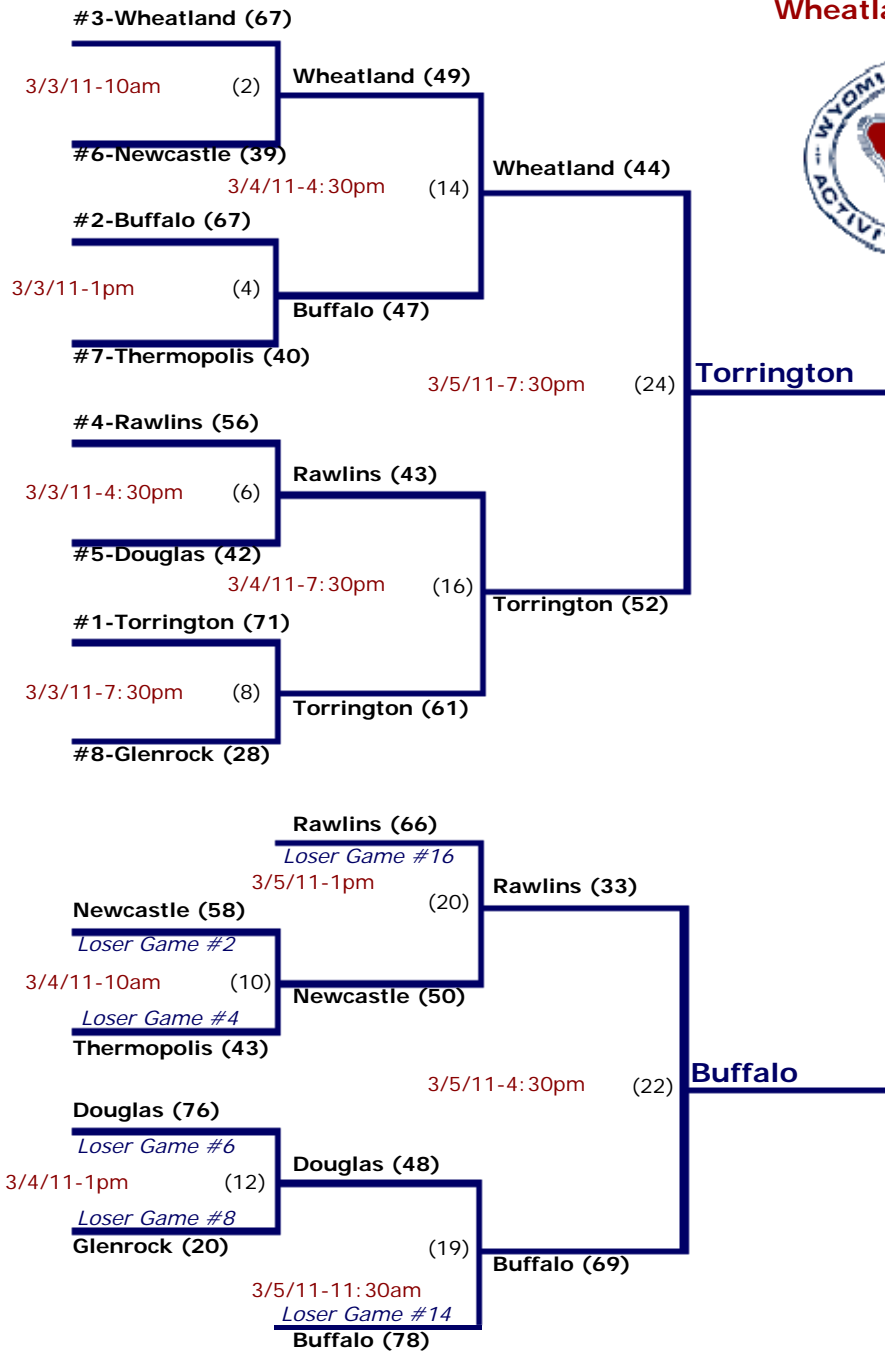 Wheatla
#3-Wheatland (67)
3/3/11-10am (2)
Wheatland (49)
#6-Newcastle (39)
3/4/11-4:30pm (14)
Wheatland (44)
#2-Buffalo (67)
3/3/11-1pm (4)
Buffalo (47)
#7-Thermopolis (40)
3/5/11-7:30pm (24)
Torrington
#4-Rawlins (56)
3/3/11-4:30pm (6)
Rawlins (43)
#5-Douglas (42)
3/4/11-7:30pm (16)
Torrington (52)
#1-Torrington (71)
3/3/11-7:30pm (8)
Torrington (61)
#8-Glenrock (28)
WYOMI
ACTIVI
Rawlins (66)
Loser Game #16
3/5/11-1pm (20)
Rawlins (33)
Newcastle (58)
Loser Game #2
3/4/11-10am (10)
Newcastle (50)
Loser Game #4
Thermopolis (43)
3/5/11-4:30pm (22)
Buffalo
Douglas (76)
Loser Game #6
3/4/11-1pm (12)
Douglas (48)
Loser Game #8
Glenrock (20)
(19)
Buffalo (69)
3/5/11-11:30am
Loser Game #14
Buffalo (78)